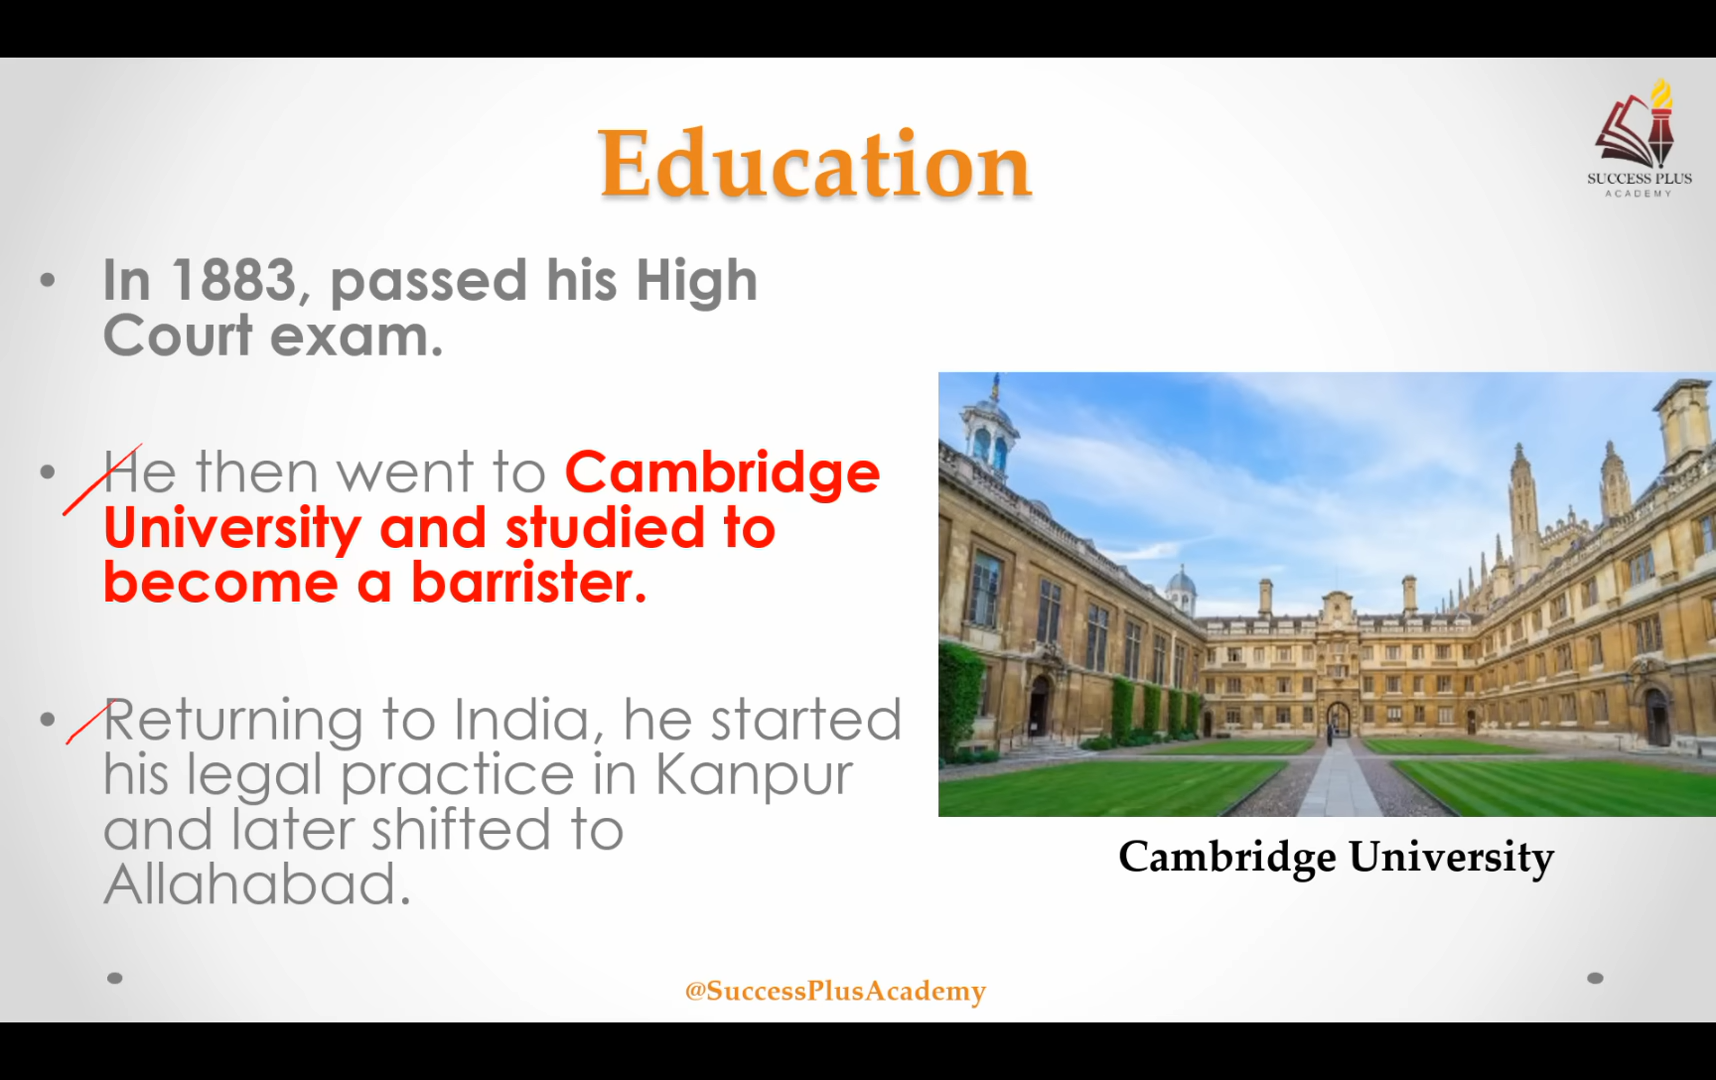 Education
SUCCESS PLUS
ACADEMY
• In 1883, passed his High
Court exam.
• He then went to Cambridge
University and studied to
become a barrister.
• Returning to India, he started
his legal practice in Kanpur
and later shifted to
Allahabad.
Cambridge University
@SuccessPlusAcademy